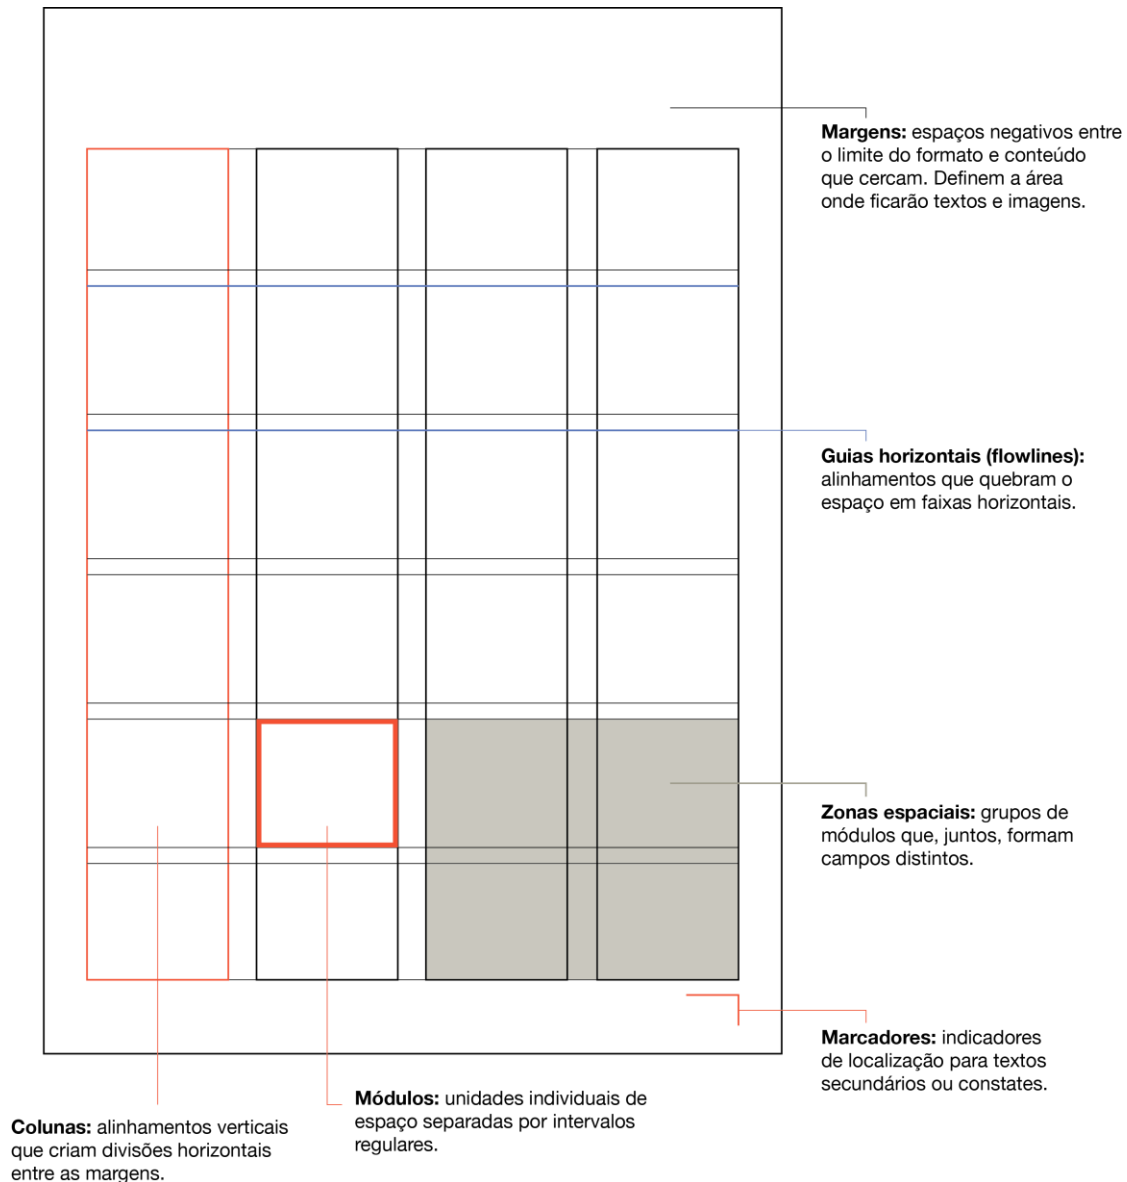 Margens: espaços negativos entre
o limite do formato e conteúdo
que cercam. Definem a área
onde ficarão textos e imagens.
Guias horizontais (flowlines):
alinhamentos que quebram o
espaço em faixas horizontais.
Zonas espaciais: grupos de
módulos que, juntos, formam
campos distintos.
Marcadores: indicadores
de localização para textos
secundários ou constates.
Módulos: unidades individuais de
espaço separadas por intervalos
regulares.
Colunas: alinhamentos verticais
que criam divisões horizontais
entre as margens.